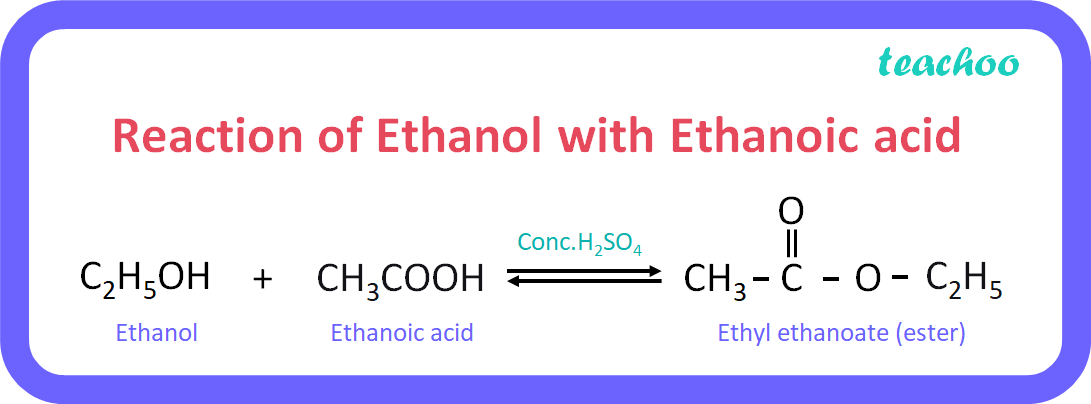 teachoo
Reaction of Ethanol with Ethanoic acid
O
Conc.H₂SO₄
||
C₂H₅OH + CH₃COOH ⇌ CH₃ – C – O – C₂H₅
Ethanol Ethanoic acid Ethyl ethanoate (ester)